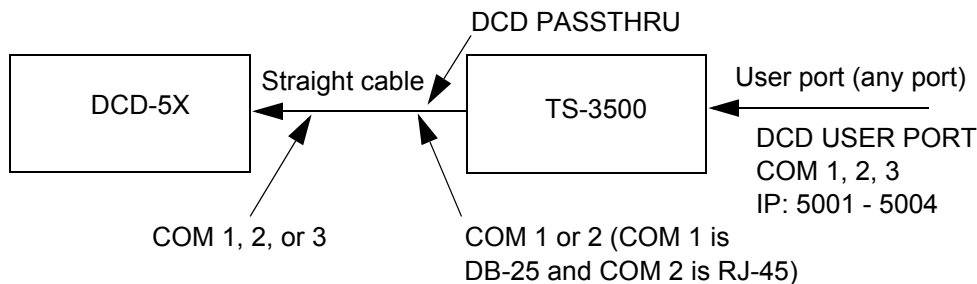 DCD PASSTHRU
Straight cable
User port (any port)
DCD-5X
TS-3500
DCD USER PORT
COM 1, 2, 3
IP: 5001 - 5004
COM 1, 2, or 3
COM 1 or 2 (COM 1 is
DB-25 and COM 2 is RJ-45)